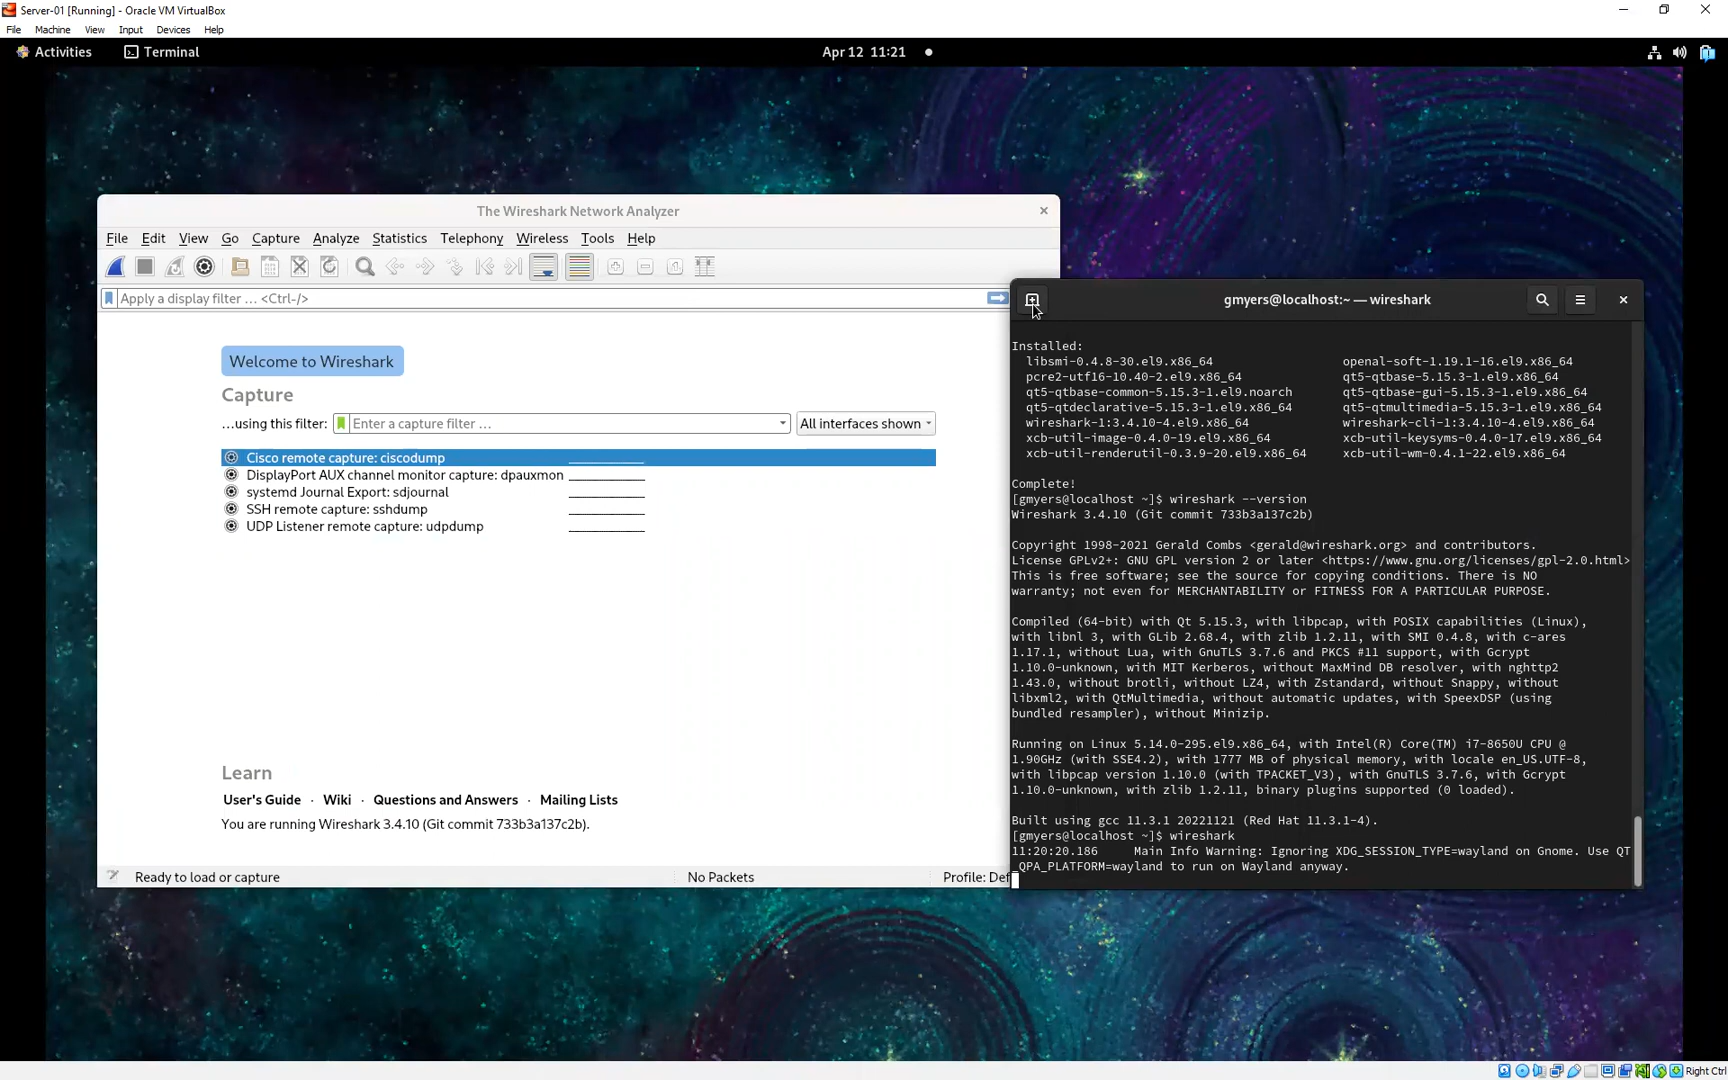 Server-01 [Running] - Oracle VM VirtualBox
File Machine View Input Devices Help
Activities Terminal Apr 12 11:21
The Wireshark Network Analyzer
File Edit View Go Capture Analyze Statistics Telephony Wireless Tools Help
Apply a display filter … <Ctrl-/>
Welcome to Wireshark
Capture
…using this filter: Enter a capture filter … All interfaces shown
Cisco remote capture: ciscodump
DisplayPort AUX channel monitor capture: dpauxmon
systemd Journal Export: sdjournal
SSH remote capture: sshdump
UDP Listener remote capture: udpdump
Learn
User's Guide · Wiki · Questions and Answers · Mailing Lists
You are running Wireshark 3.4.10 (Git commit 733b3a137c2b).
Ready to load or capture No Packets Profile: Def
gmyers@localhost:~ — wireshark
Installed:
libsmi-0.4.8-30.el9.x86_64 openal-soft-1.19.1-16.el9.x86_64
pcre2-utf16-10.40-2.el9.x86_64 qt5-qtbase-5.15.3-1.el9.x86_64
qt5-qtbase-common-5.15.3-1.el9.noarch qt5-qtbase-gui-5.15.3-1.el9.x86_64
qt5-qtdeclarative-5.15.3-1.el9.x86_64 qt5-qtmultimedia-5.15.3-1.el9.x86_64
wireshark-1:3.4.10-4.el9.x86_64 wireshark-cli-1:3.4.10-4.el9.x86_64
xcb-util-image-0.4.0-19.el9.x86_64 xcb-util-keysyms-0.4.0-17.el9.x86_64
xcb-util-renderutil-0.3.9-20.el9.x86_64 xcb-util-wm-0.4.1-22.el9.x86_64
Complete!
[gmyers@localhost ~]$ wireshark --version
Wireshark 3.4.10 (Git commit 733b3a137c2b)
Copyright 1998-2021 Gerald Combs <gerald@wireshark.org> and contributors.
License GPLv2+: GNU GPL version 2 or later <https://www.gnu.org/licenses/gpl-2.0.html>
This is free software; see the source for copying conditions. There is NO
warranty; not even for MERCHANTABILITY or FITNESS FOR A PARTICULAR PURPOSE.
Compiled (64-bit) with Qt 5.15.3, with libpcap, with POSIX capabilities (Linux),
with libnl 3, with GLib 2.68.4, with zlib 1.2.11, with SMI 0.4.8, with c-ares
1.17.1, without Lua, with GnuTLS 3.7.6 and PKCS #11 support, with Gcrypt
1.10.0-unknown, with MIT Kerberos, without MaxMind DB resolver, with nghttp2
1.43.0, without brotli, without LZ4, with Zstandard, without Snappy, without
libxml2, with QtMultimedia, without automatic updates, with SpeexDSP (using
bundled resampler), without Minizip.
Running on Linux 5.14.0-295.el9.x86_64, with Intel(R) Core(TM) i7-8650U CPU @
1.90GHz (with SSE4.2), with 1777 MB of physical memory, with locale en_US.UTF-8,
with libpcap version 1.10.0 (with TPACKET_V3), with GnuTLS 3.7.6, with Gcrypt
1.10.0-unknown, with zlib 1.2.11, binary plugins supported (0 loaded).
Built using gcc 11.3.1 20221121 (Red Hat 11.3.1-4).
[gmyers@localhost ~]$ wireshark
11:20:20.186 Main Info Warning: Ignoring XDG_SESSION_TYPE=wayland on Gnome. Use QT
_QPA_PLATFORM=wayland to run on Wayland anyway.
Right Ctrl